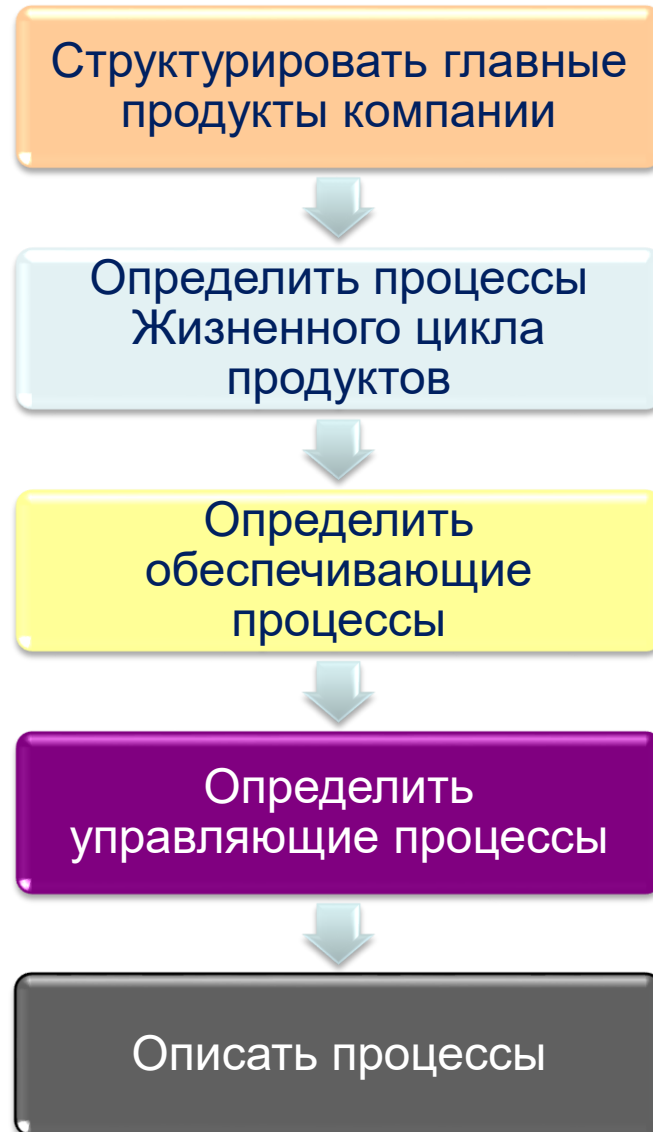 Структурировать главные
продукты компании
Определить процессы
Жизненного цикла
продуктов
Определить
обеспечивающие
процессы
Определить
управляющие процессы
Описать процессы